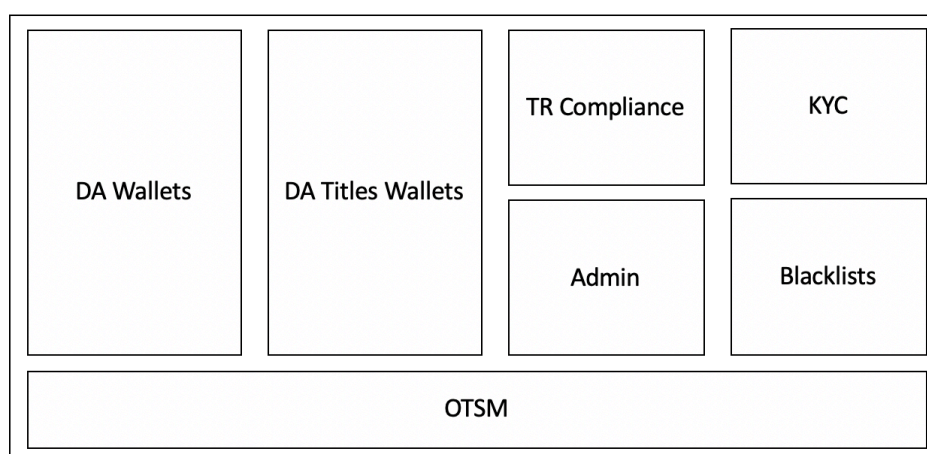 DA Wallets
DA Titles Wallets
TR Compliance
KYC
Admin
Blacklists
OTSM